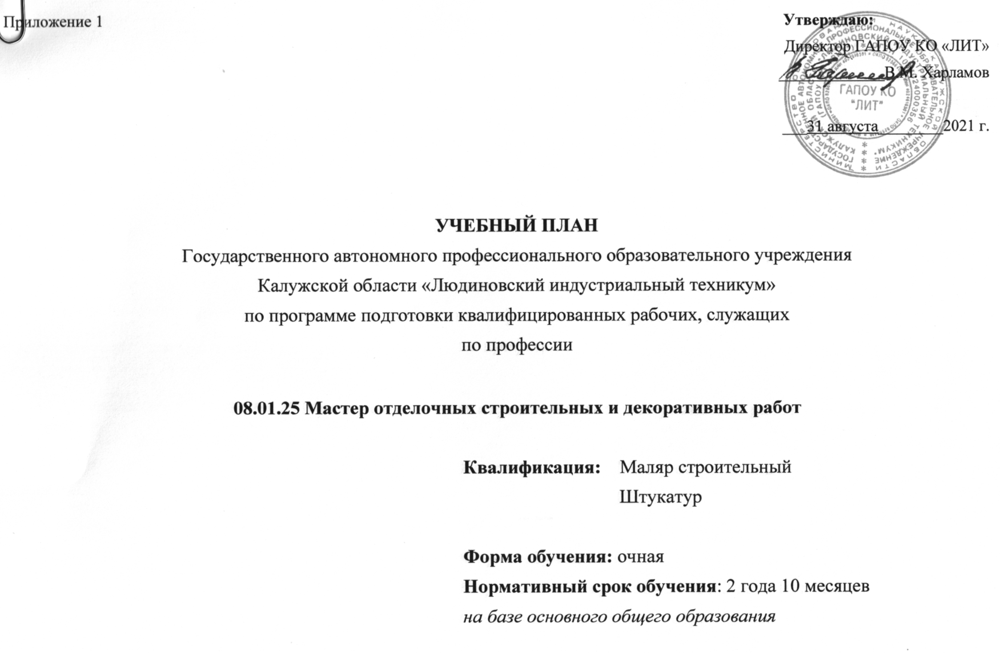 Приложение 1
Утверждаю:
Директор ГАПОУ КО «ЛИТ»
В.М. Харламов
ГАПОУ КО
"ЛИТ"
31 августа 2021 г.
УЧЕБНЫЙ ПЛАН
Государственного автономного профессионального образовательного учреждения
Калужской области «Людиновский индустриальный техникум»
по программе подготовки квалифицированных рабочих, служащих
по профессии
08.01.25 Мастер отделочных строительных и декоративных работ
Квалификация: Маляр строительный
Штукатур
Форма обучения: очная
Нормативный срок обучения: 2 года 10 месяцев
на базе основного общего образования